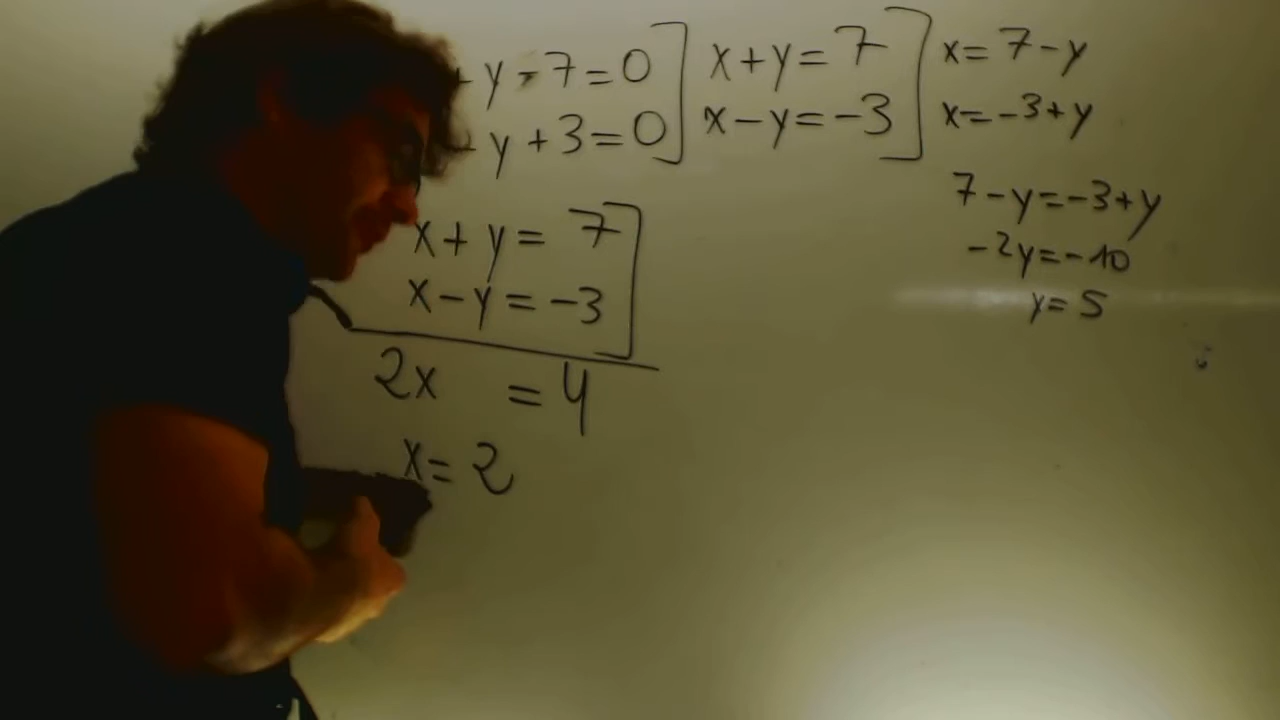 + y - 7 = 0 ] x + y = 7 ] x = 7 - y
- y + 3 = 0 ] x - y = -3 ] x = -3 + y
7 - y = -3 + y
-2y = -10
y = 5
x + y = 7 ]
x - y = -3 ]
2x = 4
x = 2